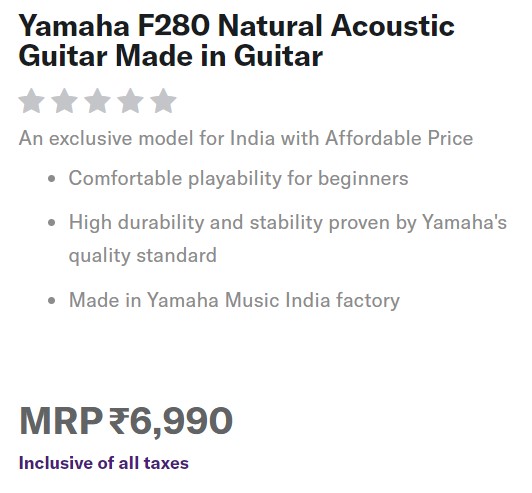 Yamaha F280 Natural Acoustic
Guitar Made in Guitar
An exclusive model for India with Affordable Price
• Comfortable playability for beginners
• High durability and stability proven by Yamaha's
quality standard
• Made in Yamaha Music India factory
MRP ₹6,990
Inclusive of all taxes